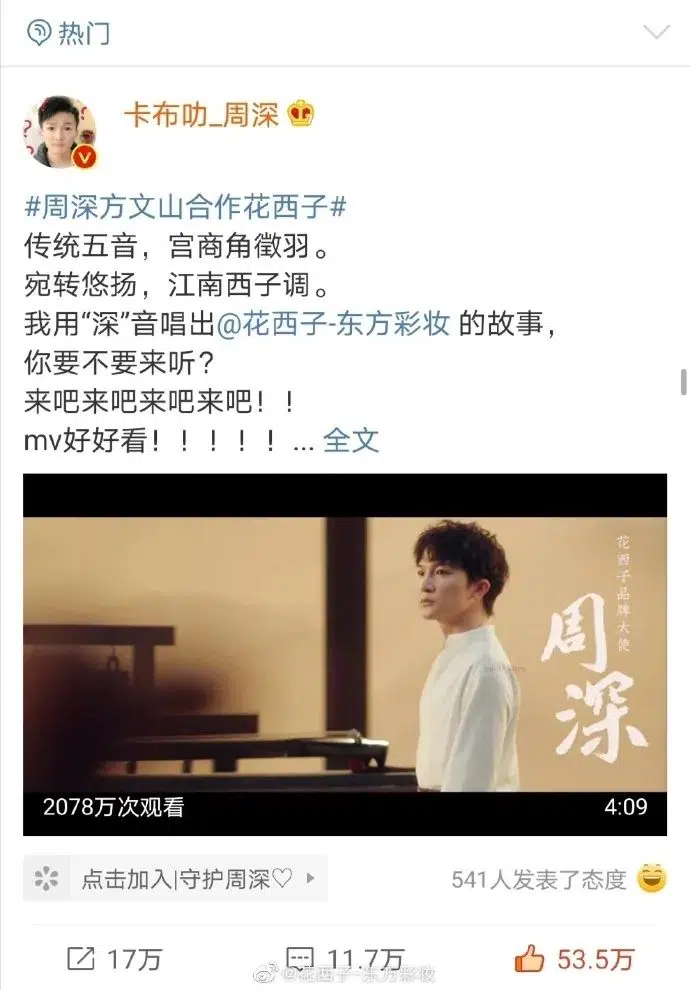 热门
卡布叻_周深
#周深方文山合作花西子#
传统五音，宫商角徵羽。
宛转悠扬，江南西子调。
我用“深”音唱出@花西子-东方彩妆 的故事，
你要不要来听？
来吧来吧来吧来吧！！
mv好好看！！！！！... 全文
花西子品牌大使
周深
2078万次观看
4:09
点击加入|守护周深♡
541人发表了态度
17万
11.7万
53.5万
@花西子-东方彩妆